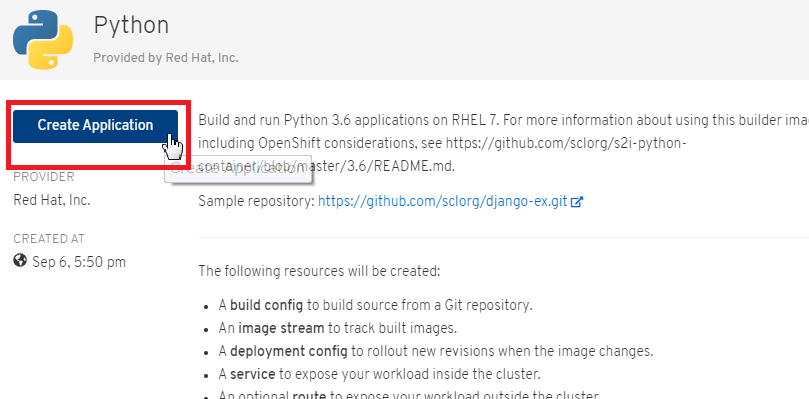 Python
Provided by Red Hat, Inc.
Create Application
Create Application
PROVIDER
Red Hat, Inc.
CREATED AT
Sep 6, 5:50 pm
Build and run Python 3.6 applications on RHEL 7. For more information about using this builder ima
including OpenShift considerations, see https://github.com/sclorg/s2i-python-
container/blob/master/3.6/README.md.
Sample repository: https://github.com/sclorg/django-ex.git
The following resources will be created:
• A build config to build source from a Git repository.
• An image stream to track built images.
• A deployment config to rollout new revisions when the image changes.
• A service to expose your workload inside the cluster.
• An optional route to expose your workload outside the cluster.